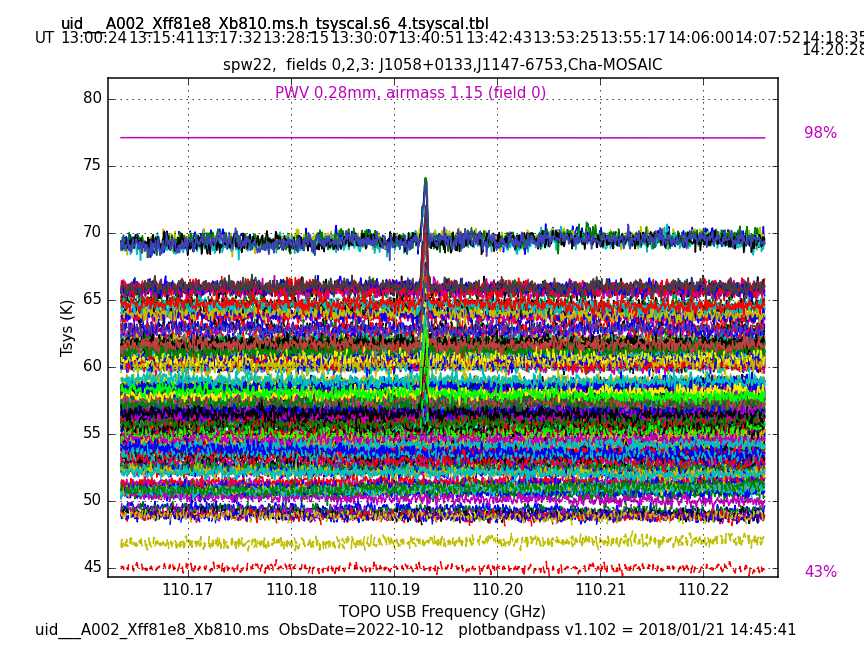 uid___A002_Xff81e8_Xb810.ms.h_tsyscal.s6_4.tsyscal.tbl
UT 13:00:24 13:15:41 13:17:32 13:28:15 13:30:07 13:40:51 13:42:43 13:53:25 13:55:17 14:06:00 14:07:52 14:18:35
14:20:28
spw22, fields 0,2,3: J1058+0133,J1147-6753,Cha-MOSAIC
PWV 0.28mm, airmass 1.15 (field 0)
80
98%
75
70
65
Tsys (K)
60
55
50
45
43%
110.17 110.18 110.19 110.20 110.21 110.22
TOPO USB Frequency (GHz)
uid___A002_Xff81e8_Xb810.ms ObsDate=2022-10-12 plotbandpass v1.102 = 2018/01/21 14:45:41